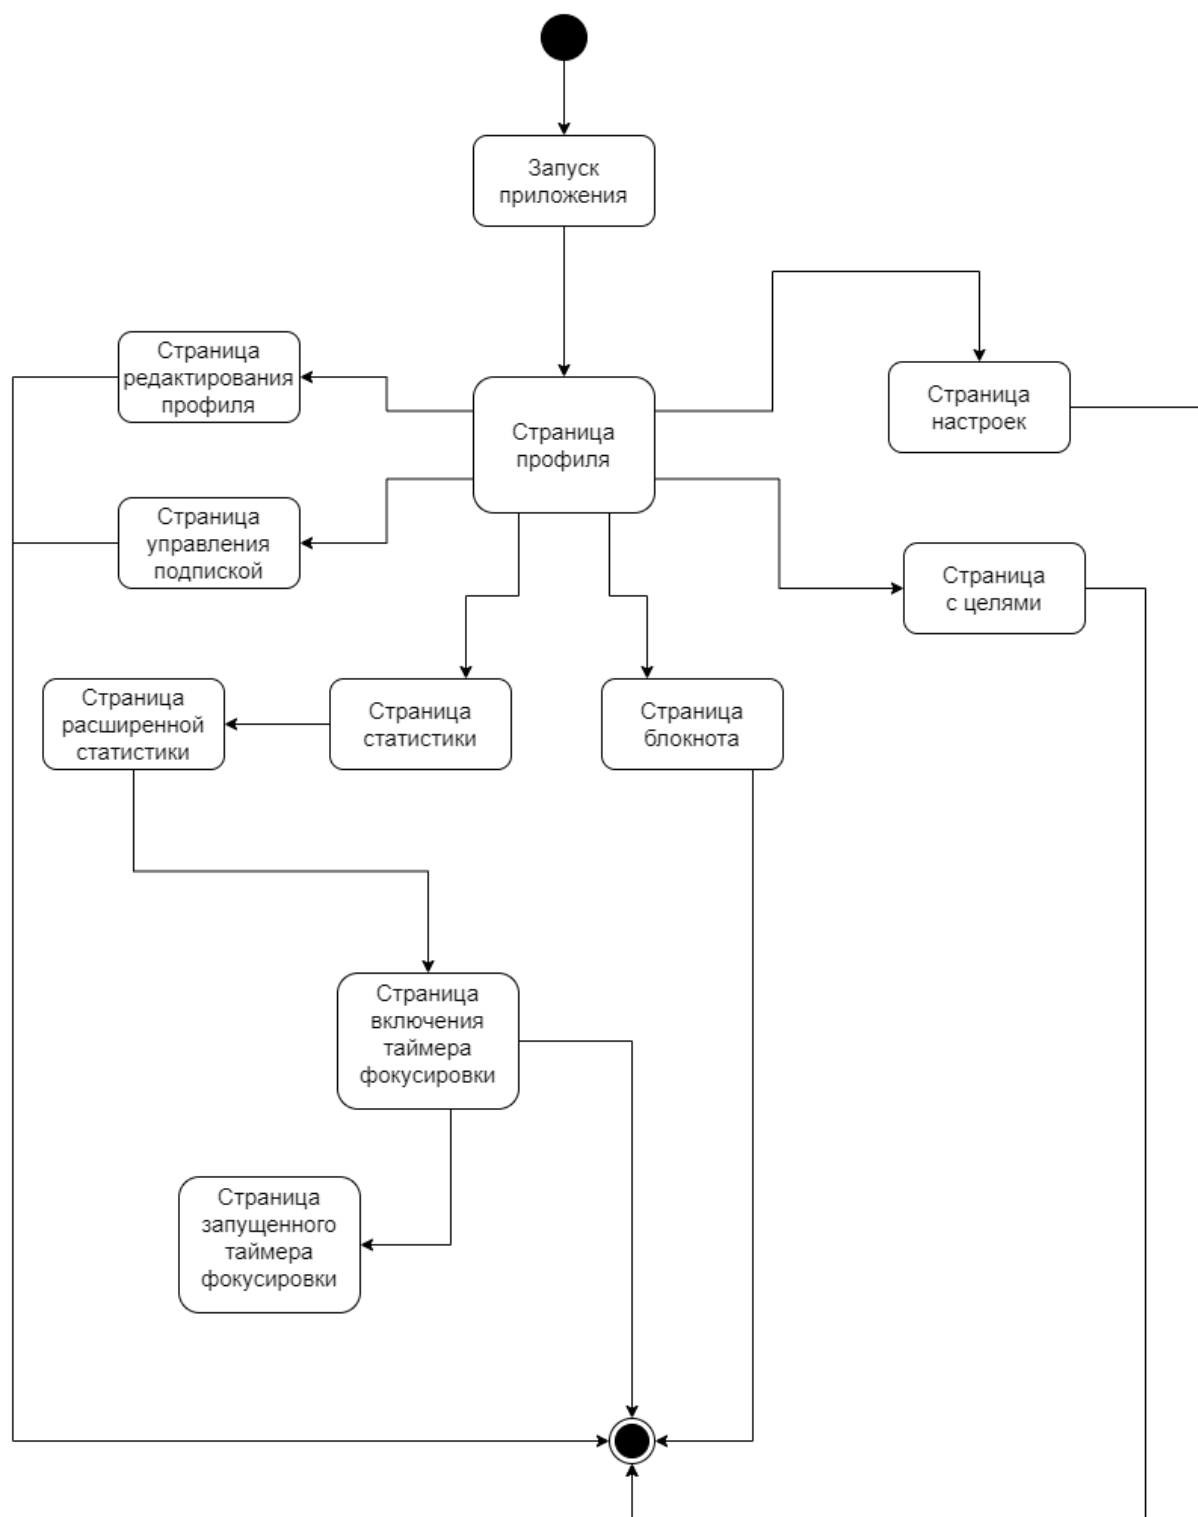 Запуск
приложения
Страница
редактирования
профиля
Страница
профиля
Страница
настроек
Страница
управления
подпиской
Страница
с целями
Страница
расширенной
статистики
Страница
статистики
Страница
блокнота
Страница
включения
таймера
фокусировки
Страница
запущенного
таймера
фокусировки